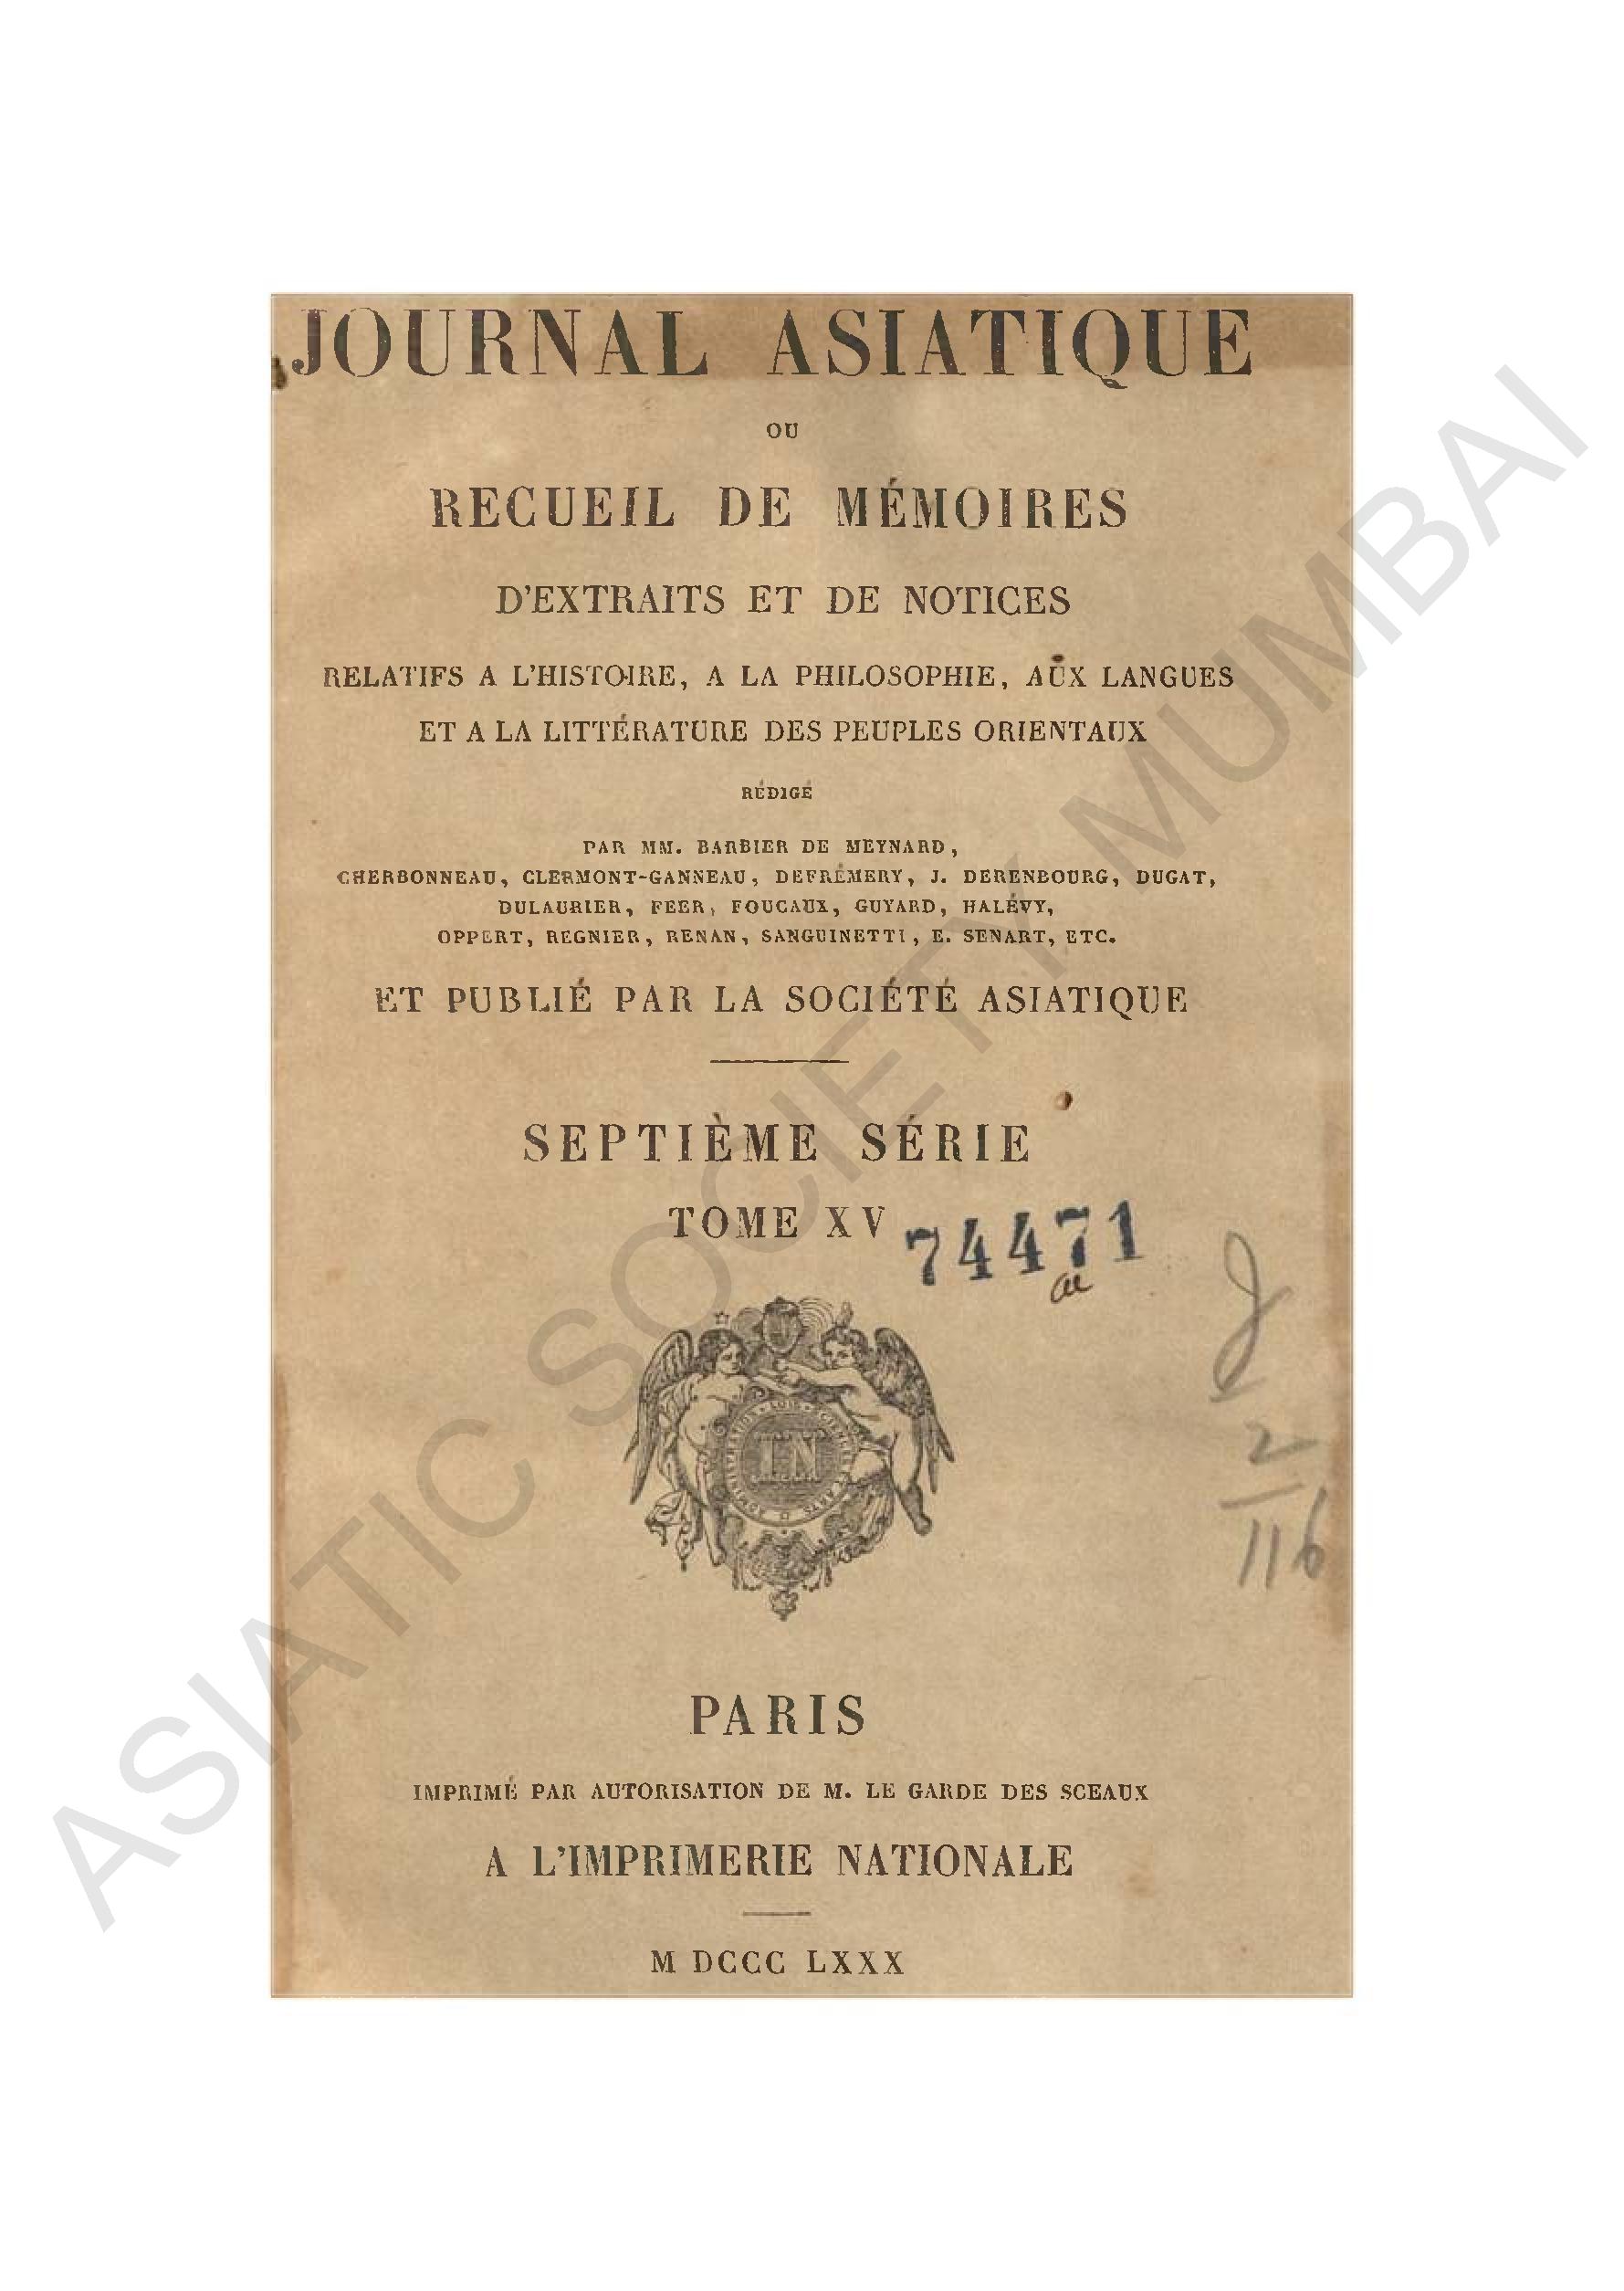 JOURNAL ASIATIQUE
OU
RECUEIL DE MÉMOIRES
D'EXTRAITS ET DE NOTICES
RELATIFS A L'HISTOIRE, A LA PHILOSOPHIE, AUX LANGUES
ET A LA LITTÉRATURE DES PEUPLES ORIENTAUX
RÉDIGÉ
PAR MM. BARBIER DE MEYNARD,
CHERBONNEAU, CLERMONT-GANNEAU, DEFRÉMERY, J. DERENBOURG, DUGAT,
DULAURIER, FEER, FOUCAUX, GUYARD, HALÉVY,
OPPERT, REGNIER, RENAN, SANGUINETTI, E. SENART, ETC.
ET PUBLIÉ PAR LA SOCIÉTÉ ASIATIQUE
SEPTIÈME SÉRIE
TOME XV
74471
J
2
116
IN
PARIS
IMPRIMÉ PAR AUTORISATION DE M. LE GARDE DES SCEAUX
A L'IMPRIMERIE NATIONALE
M DCCC LXXX
ASIATIC SOCIETY MUMBAI